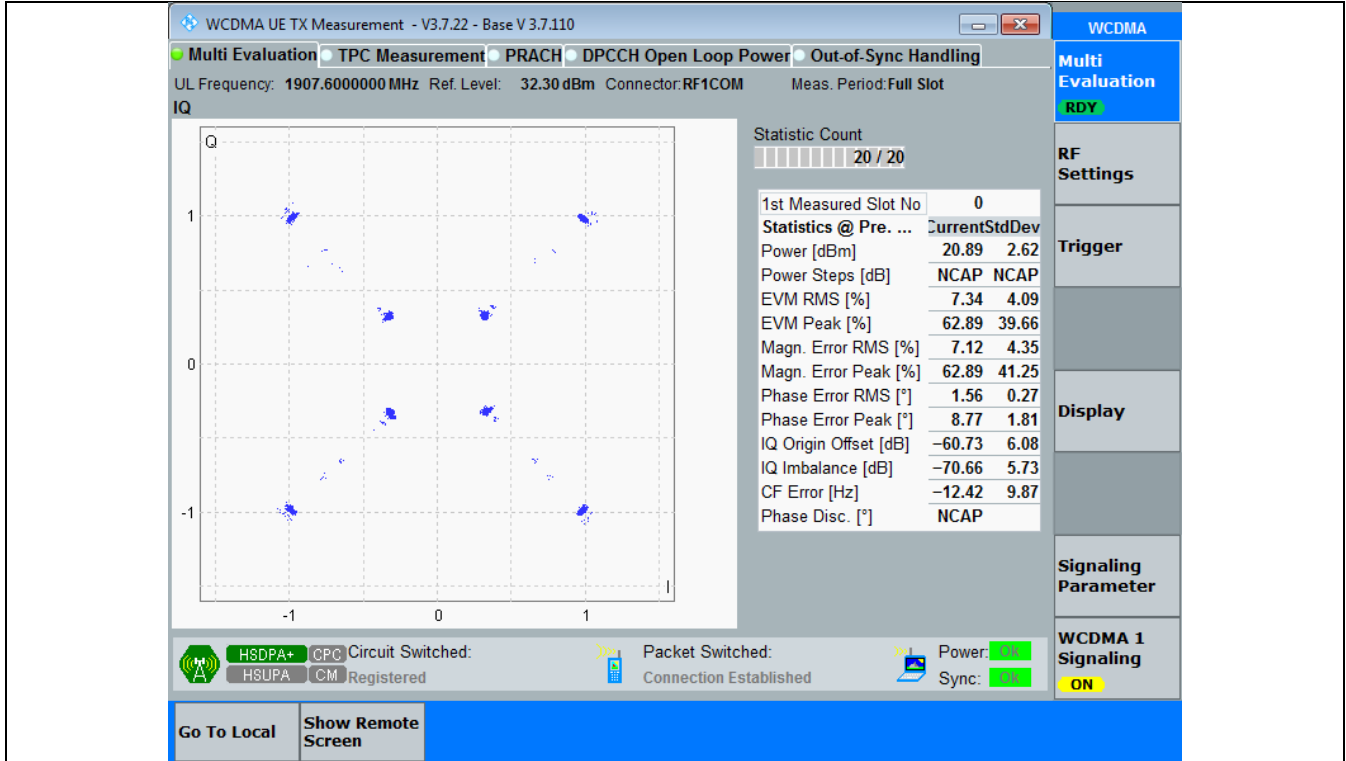 WCDMA UE TX Measurement - V3.7.22 - Base V 3.7.110
WCDMA
Multi Evaluation TPC Measurement PRACH DPCCH Open Loop Power Out-of-Sync Handling
UL Frequency: 1907.6000000 MHz Ref. Level: 32.30 dBm Connector: RF1COM Meas. Period: Full Slot
IQ
Q
1
0
-1
-1 0 1
I
Statistic Count
20 / 20
1st Measured Slot No 0
Statistics @ Pre. ... Current StdDev
Power [dBm] 20.89 2.62
Power Steps [dB] NCAP NCAP
EVM RMS [%] 7.34 4.09
EVM Peak [%] 62.89 39.66
Magn. Error RMS [%] 7.12 4.35
Magn. Error Peak [%] 62.89 41.25
Phase Error RMS [°] 1.56 0.27
Phase Error Peak [°] 8.77 1.81
IQ Origin Offset [dB] −60.73 6.08
IQ Imbalance [dB] −70.66 5.73
CF Error [Hz] −12.42 9.87
Phase Disc. [°] NCAP
Multi
Evaluation
RDY
RF
Settings
Trigger
Display
Signaling
Parameter
WCDMA 1
Signaling
ON
HSDPA+ CPC Circuit Switched: Packet Switched: Power: Ok
HSUPA CM Registered Connection Established Sync: Ok
Go To Local
Show Remote
Screen